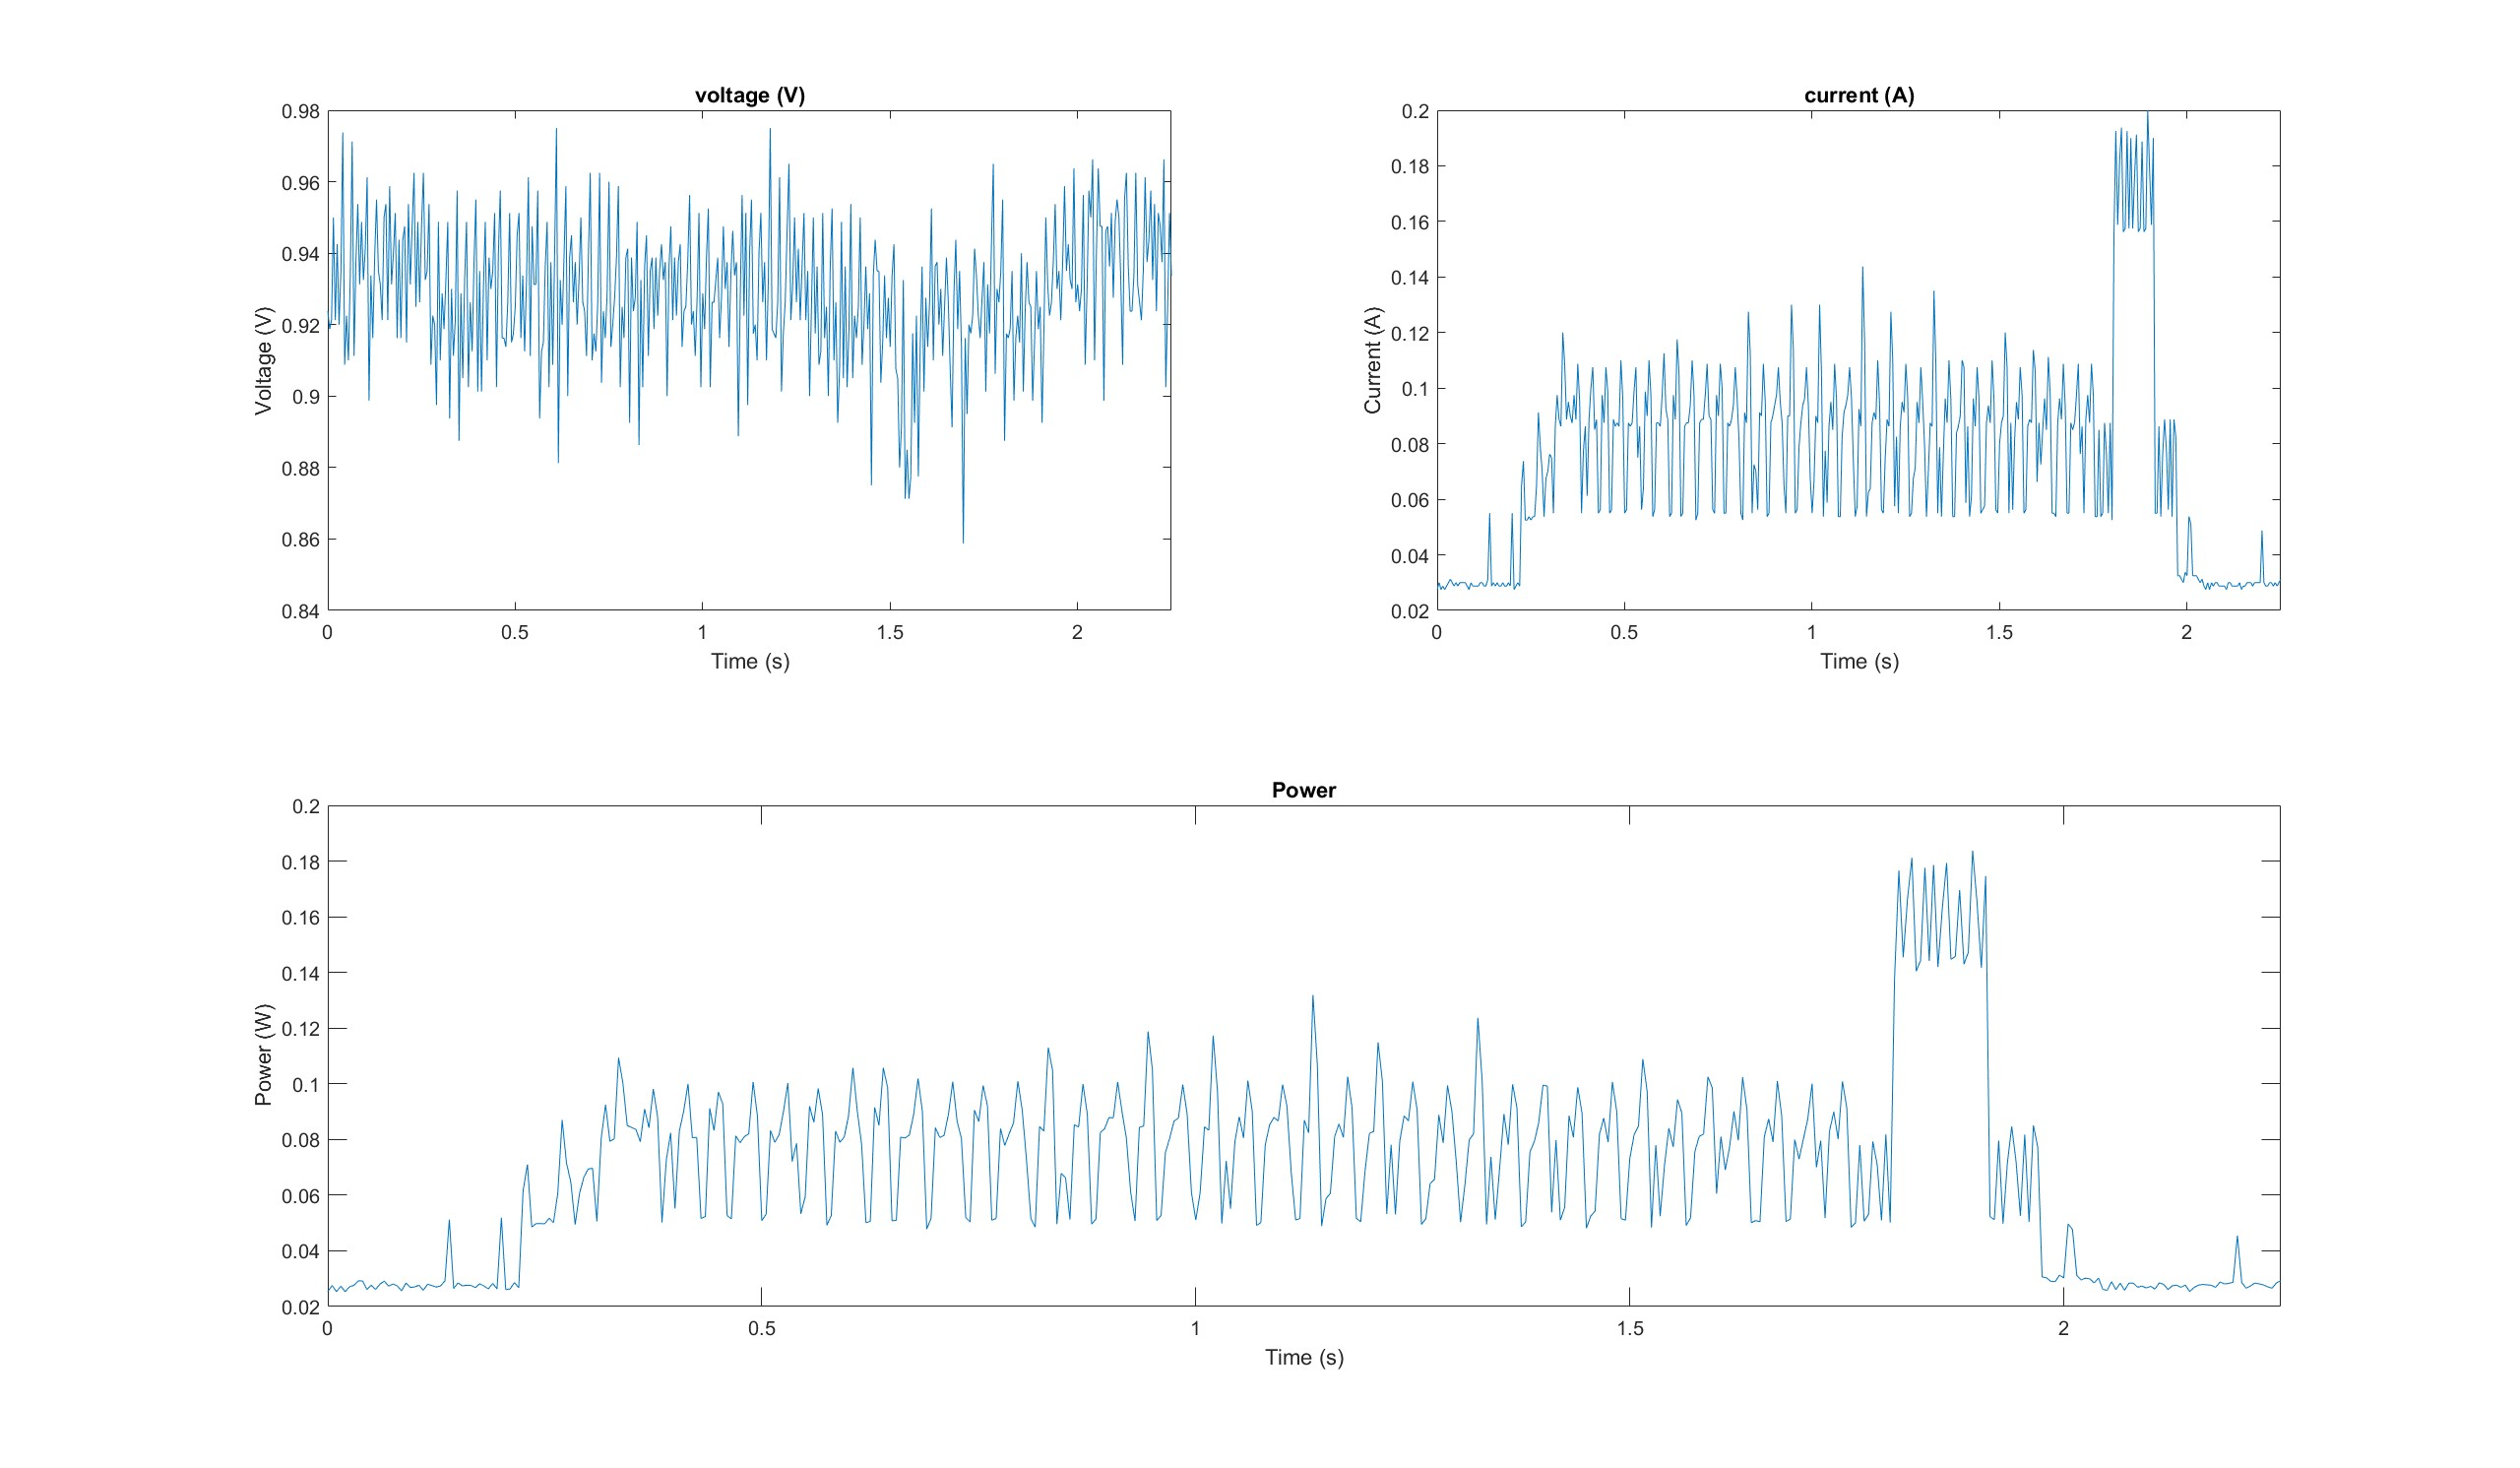 voltage (V)
0.98
0.96
0.94
0.92
0.9
0.88
0.86
0.84
Voltage (V)
0 0.5 1 1.5 2
Time (s)
current (A)
0.2
0.18
0.16
0.14
0.12
0.1
0.08
0.06
0.04
0.02
Current (A)
0 0.5 1 1.5 2
Time (s)
Power
0.2
0.18
0.16
0.14
0.12
0.1
0.08
0.06
0.04
0.02
Power (W)
0 0.5 1 1.5 2
Time (s)